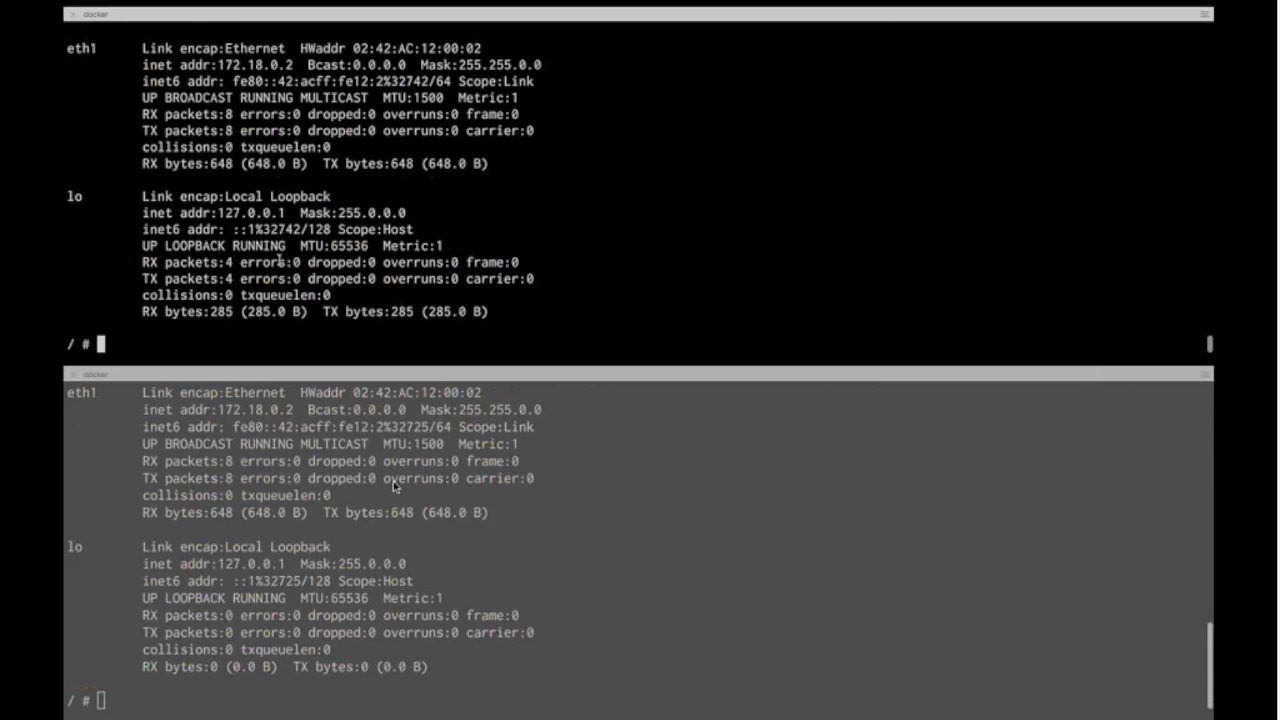 docker
eth1 Link encap:Ethernet HWaddr 02:42:AC:12:00:02
inet addr:172.18.0.2 Bcast:0.0.0.0 Mask:255.255.0.0
inet6 addr: fe80::42:acff:fe12:2%32742/64 Scope:Link
UP BROADCAST RUNNING MULTICAST MTU:1500 Metric:1
RX packets:8 errors:0 dropped:0 overruns:0 frame:0
TX packets:8 errors:0 dropped:0 overruns:0 carrier:0
collisions:0 txqueuelen:0
RX bytes:648 (648.0 B) TX bytes:648 (648.0 B)
lo Link encap:Local Loopback
inet addr:127.0.0.1 Mask:255.0.0.0
inet6 addr: ::1%32742/128 Scope:Host
UP LOOPBACK RUNNING MTU:65536 Metric:1
RX packets:4 errors:0 dropped:0 overruns:0 frame:0
TX packets:4 errors:0 dropped:0 overruns:0 carrier:0
collisions:0 txqueuelen:0
RX bytes:285 (285.0 B) TX bytes:285 (285.0 B)
/ #
docker
eth1 Link encap:Ethernet HWaddr 02:42:AC:12:00:02
inet addr:172.18.0.2 Bcast:0.0.0.0 Mask:255.255.0.0
inet6 addr: fe80::42:acff:fe12:2%32725/64 Scope:Link
UP BROADCAST RUNNING MULTICAST MTU:1500 Metric:1
RX packets:8 errors:0 dropped:0 overruns:0 frame:0
TX packets:8 errors:0 dropped:0 overruns:0 carrier:0
collisions:0 txqueuelen:0
RX bytes:648 (648.0 B) TX bytes:648 (648.0 B)
lo Link encap:Local Loopback
inet addr:127.0.0.1 Mask:255.0.0.0
inet6 addr: ::1%32725/128 Scope:Host
UP LOOPBACK RUNNING MTU:65536 Metric:1
RX packets:0 errors:0 dropped:0 overruns:0 frame:0
TX packets:0 errors:0 dropped:0 overruns:0 carrier:0
collisions:0 txqueuelen:0
RX bytes:0 (0.0 B) TX bytes:0 (0.0 B)
/ #